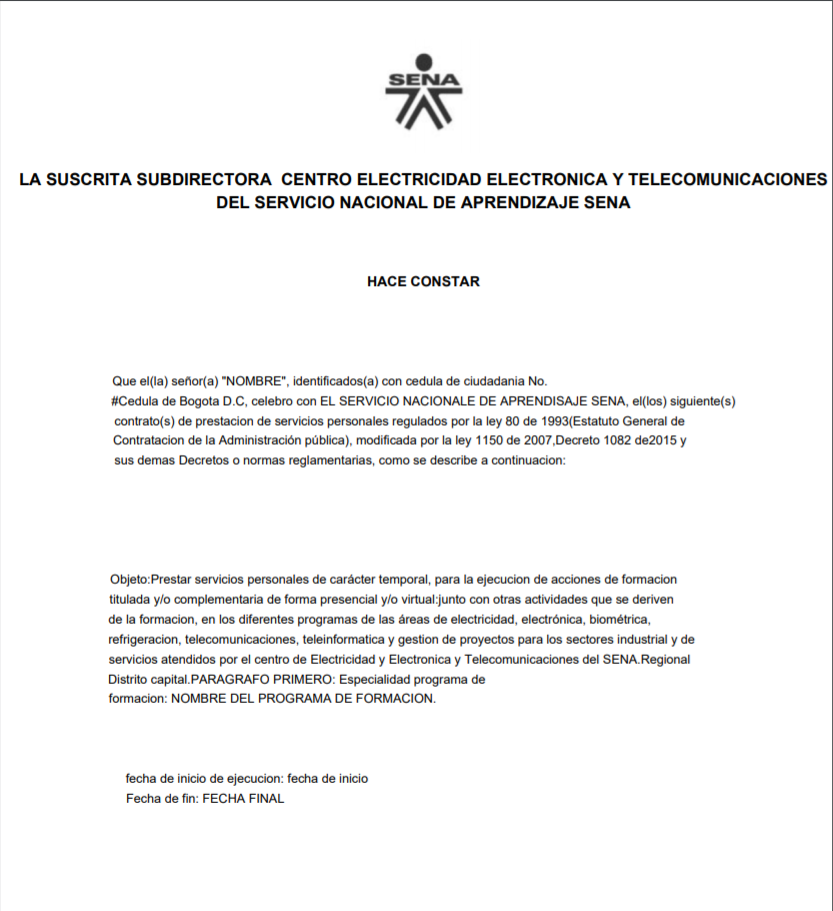 SENA
LA SUSCRITA SUBDIRECTORA  CENTRO ELECTRICIDAD ELECTRONICA Y TELECOMUNICACIONES
DEL SERVICIO NACIONAL DE APRENDIZAJE SENA
HACE CONSTAR
Que el(la) señor(a) "NOMBRE", identificados(a) con cedula de ciudadania No.
#Cedula de Bogota D.C, celebro con EL SERVICIO NACIONALE DE APRENDISAJE SENA, el(los) siguiente(s)
contrato(s) de prestacion de servicios personales regulados por la ley 80 de 1993(Estatuto General de
Contratacion de la Administración pública), modificada por la ley 1150 de 2007,Decreto 1082 de2015 y
sus demas Decretos o normas reglamentarias, como se describe a continuacion:
Objeto:Prestar servicios personales de carácter temporal, para la ejecucion de acciones de formacion
titulada y/o complementaria de forma presencial y/o virtual:junto con otras actividades que se deriven
de la formacion, en los diferentes programas de las áreas de electricidad, electrónica, biométrica,
refrigeracion, telecomunicaciones, teleinformatica y gestion de proyectos para los sectores industrial y de
servicios atendidos por el centro de Electricidad y Electronica y Telecomunicaciones del SENA.Regional
Distrito capital.PARAGRAFO PRIMERO: Especialidad programa de
formacion: NOMBRE DEL PROGRAMA DE FORMACION.
fecha de inicio de ejecucion: fecha de inicio
Fecha de fin: FECHA FINAL